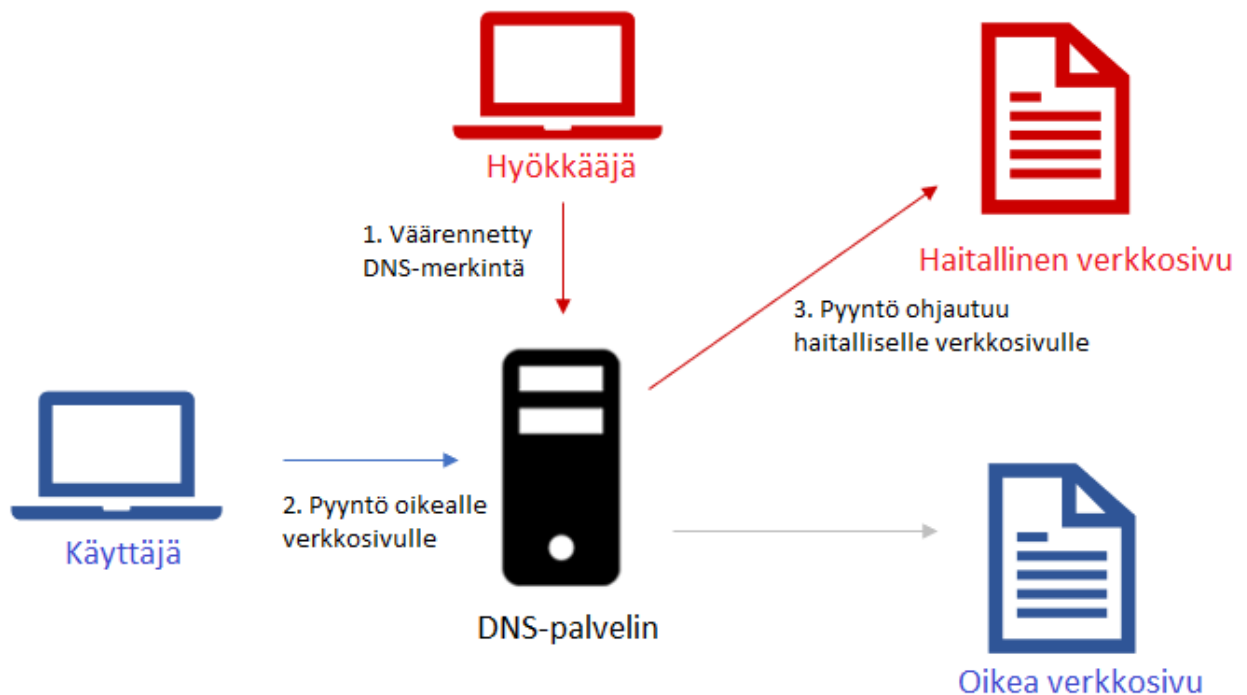 Hyökkääjä
1. Väärennetty
DNS-merkintä
Haitallinen verkkosivu
3. Pyyntö ohjautuu
haitalliselle verkkosivulle
2. Pyyntö oikealle
verkkosivulle
Käyttäjä
DNS-palvelin
Oikea verkkosivu